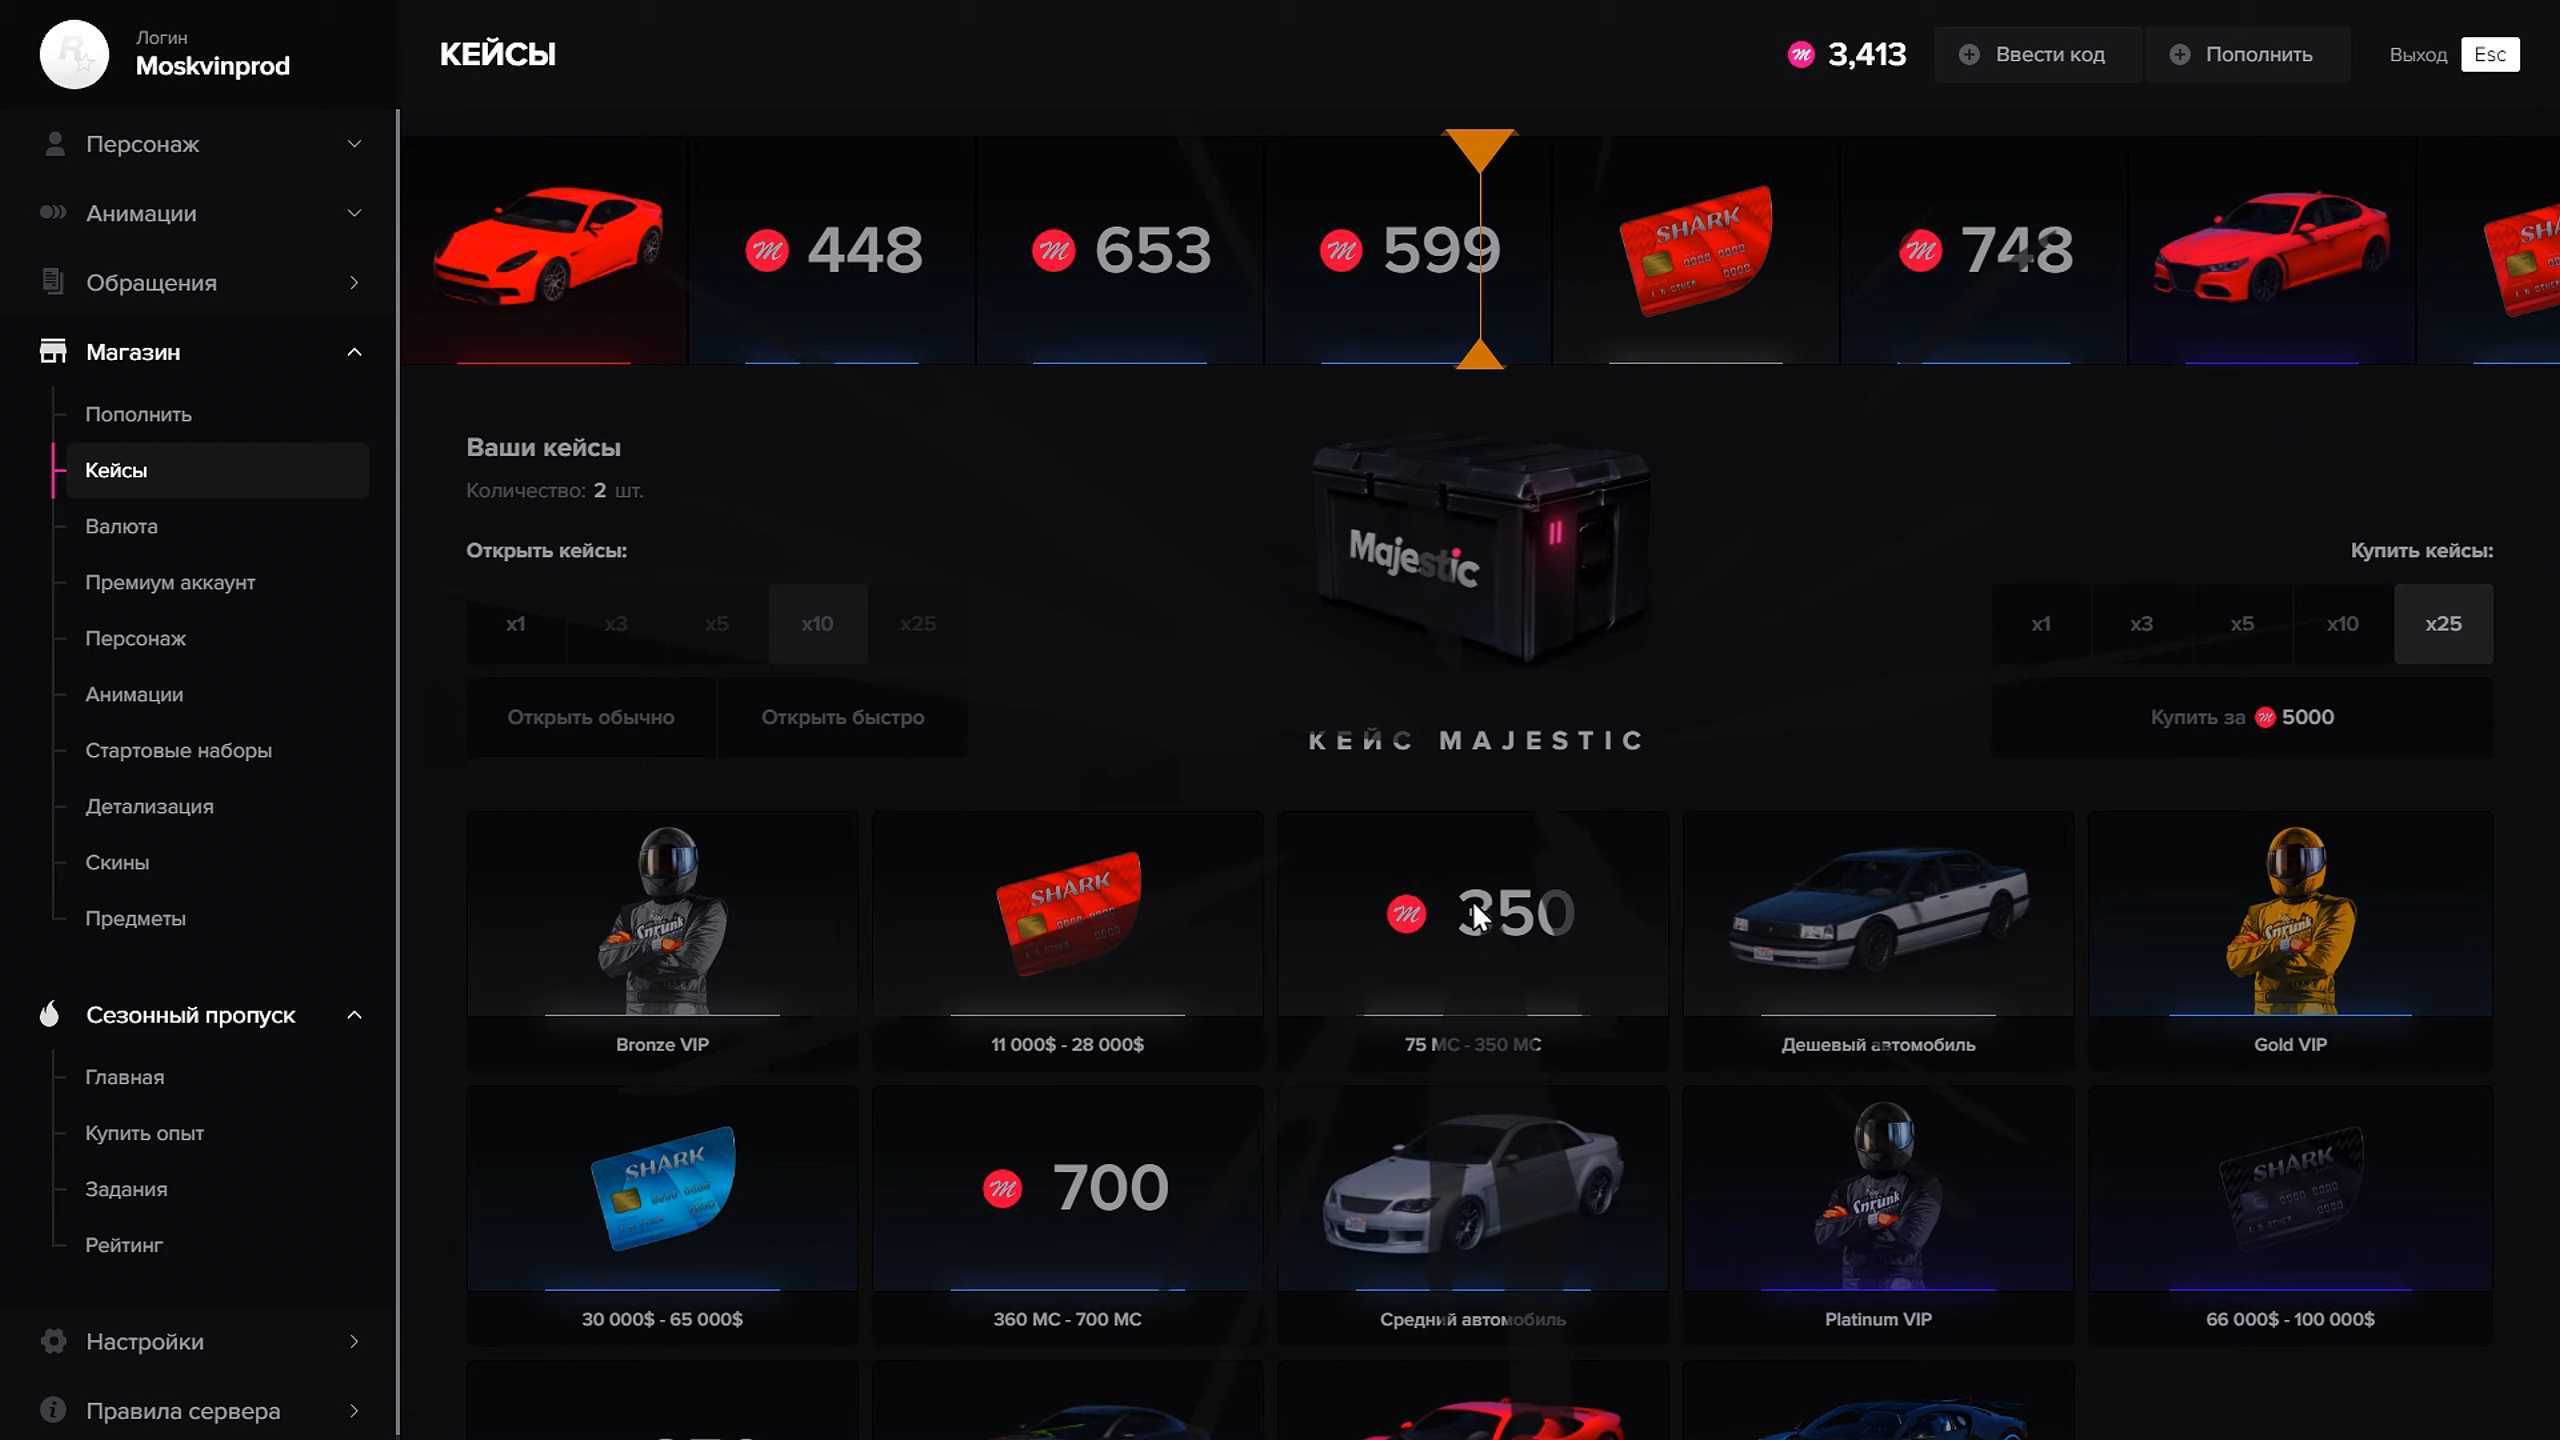 Логин
Moskvinprod
КЕЙСЫ
3,413
Ввести код
Пополнить
Выход
Esc
Персонаж
Анимации
Обращения
Магазин
Пополнить
Кейсы
Валюта
Премиум аккаунт
Персонаж
Анимации
Стартовые наборы
Детализация
Скины
Предметы
Сезонный пропуск
Главная
Купить опыт
Задания
Рейтинг
Настройки
Правила сервера
448
653
599
SHARK
748
Ваши кейсы
Количество: 2 шт.
Открыть кейсы:
x1
x3
x5
x10
x25
Открыть обычно
Открыть быстро
Majestic
КЕЙС MAJESTIC
Купить кейсы:
x1
x3
x5
x10
x25
Купить за 5000
SHARK
350
Bronze VIP
11 000$ - 28 000$
75 MC - 350 MC
Дешевый автомобиль
Gold VIP
SHARK
700
SHARK
30 000$ - 65 000$
360 MC - 700 MC
Средний автомобиль
Platinum VIP
66 000$ - 100 000$